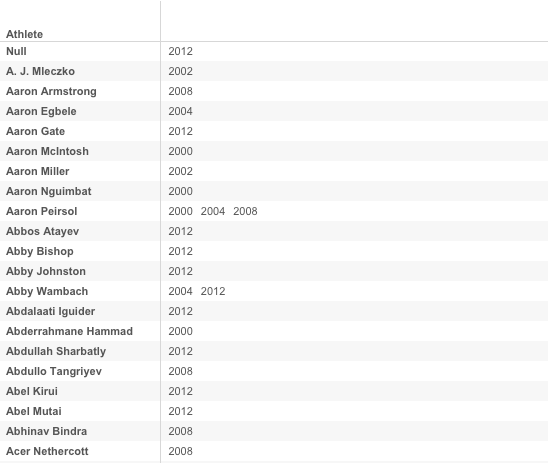 Athlete
Null 2012
A. J. Mleczko 2002
Aaron Armstrong 2008
Aaron Egbele 2004
Aaron Gate 2012
Aaron McIntosh 2000
Aaron Miller 2002
Aaron Nguimbat 2000
Aaron Peirsol 2000 2004 2008
Abbos Atayev 2012
Abby Bishop 2012
Abby Johnston 2012
Abby Wambach 2004 2012
Abdalaati Iguider 2012
Abderrahmane Hammad 2000
Abdullah Sharbatly 2012
Abdullo Tangriyev 2008
Abel Kirui 2012
Abel Mutai 2012
Abhinav Bindra 2008
Acer Nethercott 2008